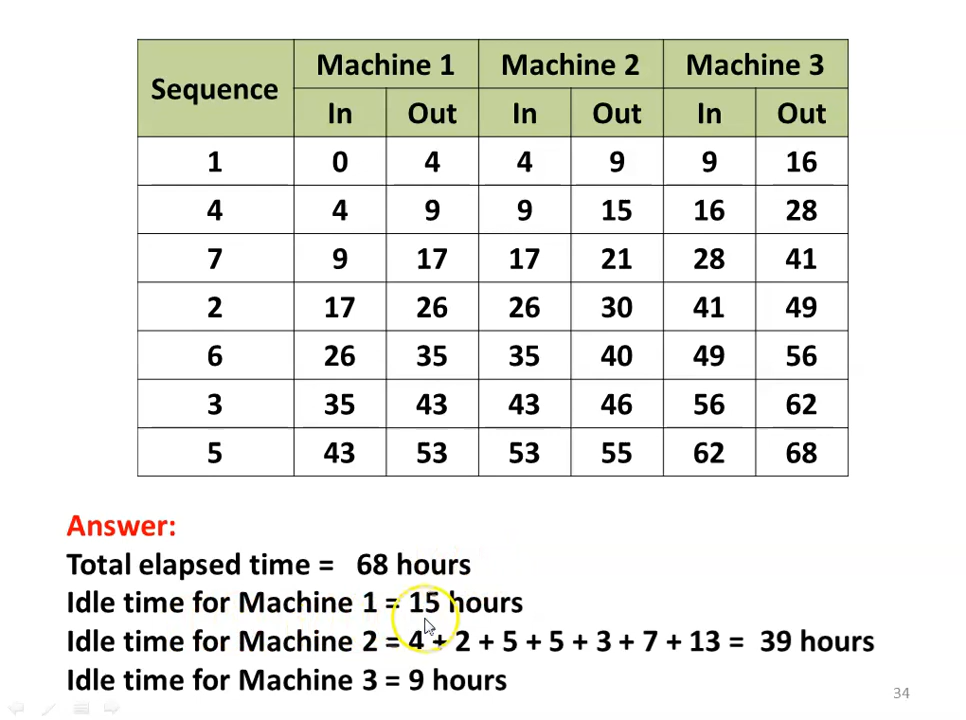 Sequence Machine 1 Machine 2 Machine 3
In Out In Out In Out
1 0 4 4 9 9 16
4 4 9 9 15 16 28
7 9 17 17 21 28 41
2 17 26 26 30 41 49
6 26 35 35 40 49 56
3 35 43 43 46 56 62
5 43 53 53 55 62 68
Answer:
Total elapsed time = 68 hours
Idle time for Machine 1 = 15 hours
Idle time for Machine 2 = 4 + 2 + 5 + 5 + 3 + 7 + 13 = 39 hours
Idle time for Machine 3 = 9 hours
34